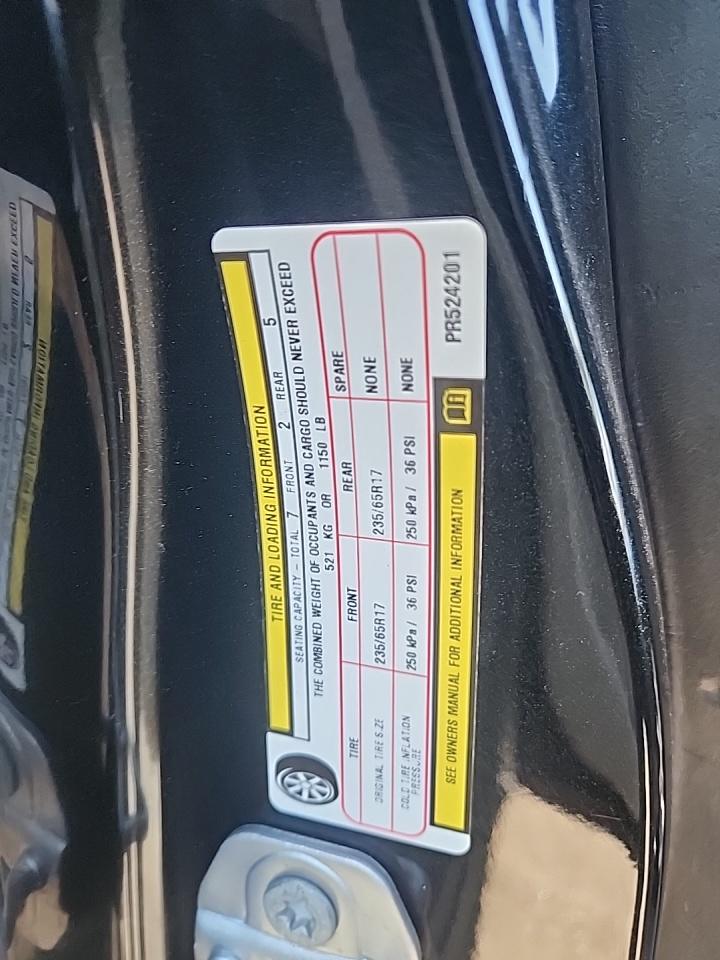 TIRE AND LOADING INFORMATION
SEATING CAPACITY – TOTAL 7 FRONT 2 REAR 5
THE COMBINED WEIGHT OF OCCUPANTS AND CARGO SHOULD NEVER EXCEED
521 KG OR 1150 LB
TIRE FRONT REAR SPARE
ORIGINAL TIRE SIZE 235/65R17 235/65R17 NONE
COLD TIRE INFLATION PRESSURE 250 kPa / 36 PSI 250 kPa / 36 PSI NONE
SEE OWNERS MANUAL FOR ADDITIONAL INFORMATION
PR524201